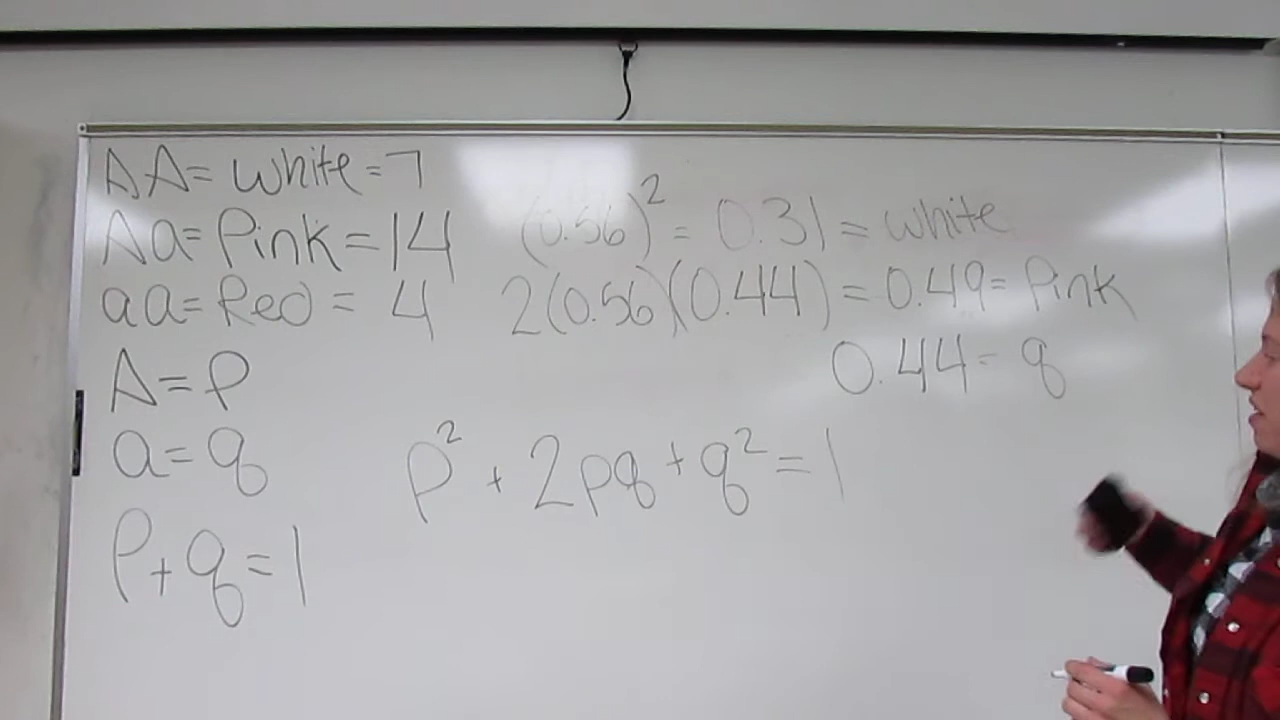 AA= white=7
Aa= Pink=14
aa= Red= 4
A=P
a=q
P+q=1
(0.56)² = 0.31 = white
2(0.56)(0.44)=0.49= Pink
0.44= q
p² + 2pq + q² = 1